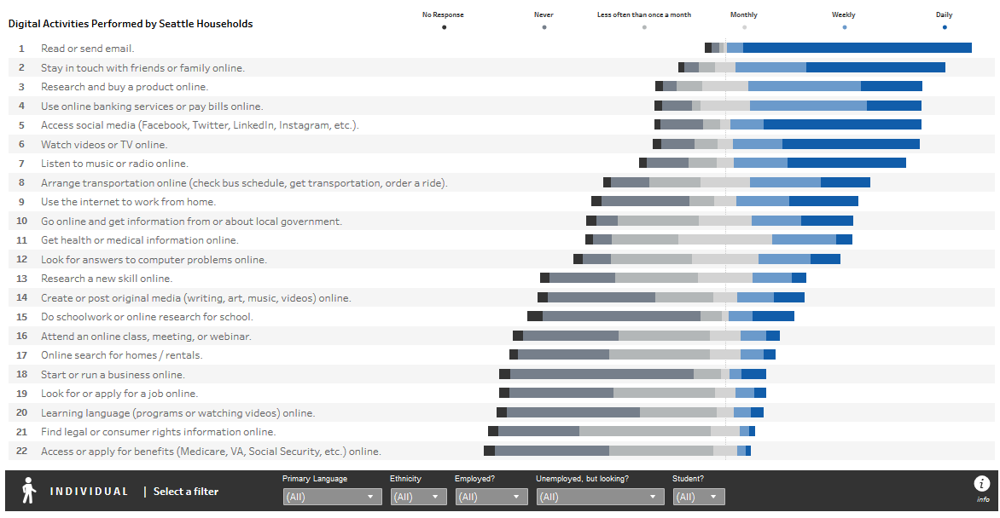 No Response Never Less often than once a month Monthly Weekly Daily
Digital Activities Performed by Seattle Households
1 Read or send email.
2 Stay in touch with friends or family online.
3 Research and buy a product online.
4 Use online banking services or pay bills online.
5 Access social media (Facebook, Twitter, LinkedIn, Instagram, etc.).
6 Watch videos or TV online.
7 Listen to music or radio online.
8 Arrange transportation online (check bus schedule, get transportation, order a ride).
9 Use the internet to work from home.
10 Go online and get information from or about local government.
11 Get health or medical information online.
12 Look for answers to computer problems online.
13 Research a new skill online.
14 Create or post original media (writing, art, music, videos) online.
15 Do schoolwork or online research for school.
16 Attend an online class, meeting, or webinar.
17 Online search for homes / rentals.
18 Start or run a business online.
19 Look for or apply for a job online.
20 Learning language (programs or watching videos) online.
21 Find legal or consumer rights information online.
22 Access or apply for benefits (Medicare, VA, Social Security, etc.) online.
Primary Language Ethnicity Employed? Unemployed, but looking? Student?
INDIVIDUAL | Select a filter (All) (All) (All) (All) (All) i
info